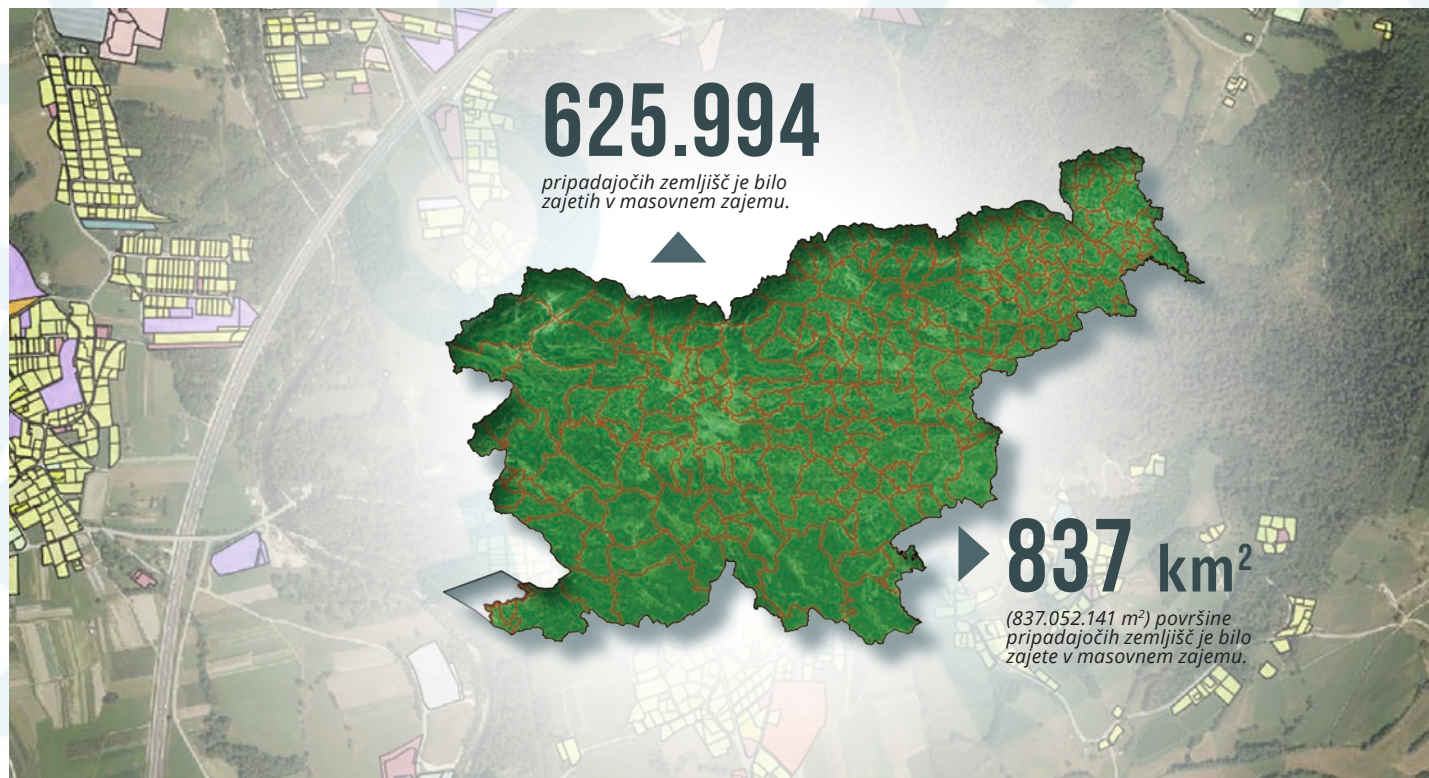 625.994
pripadajočih zemljišč je bilo
zajetih v masovnem zajemu.
837 km²
(837.052.141 m²) površine
pripadajočih zemljišč je bilo
zajete v masovnem zajemu.